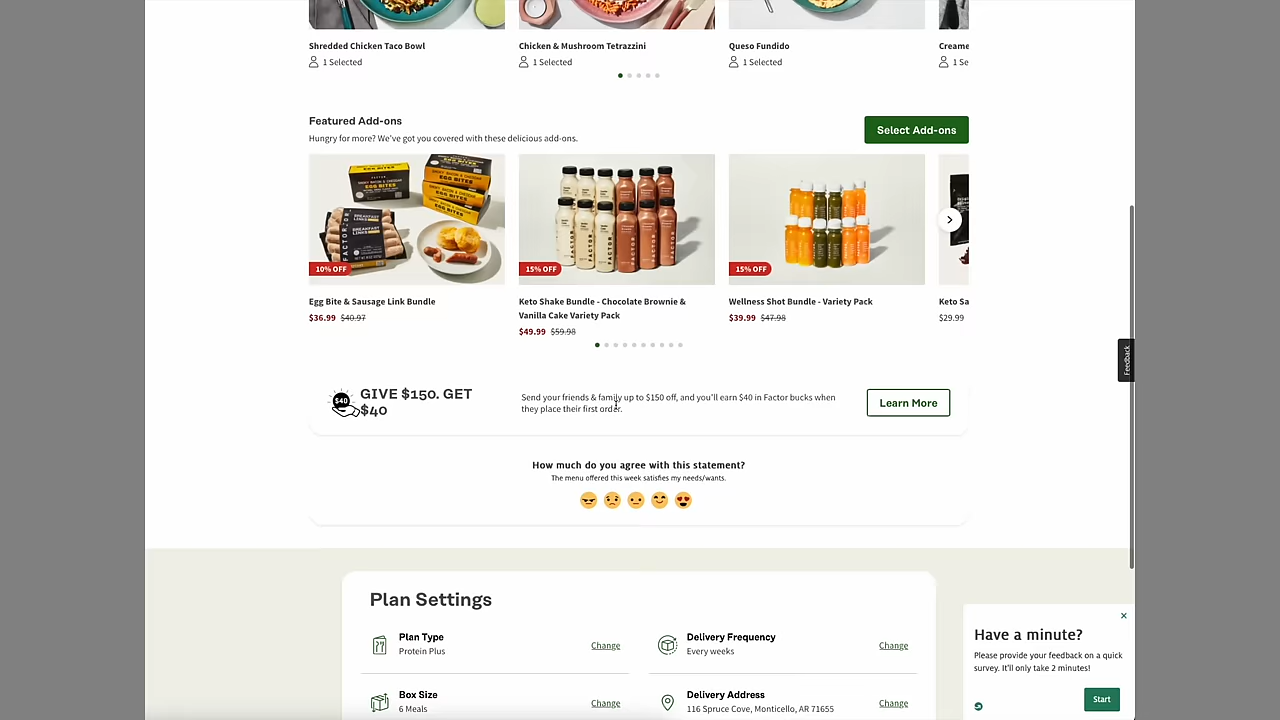 Shredded Chicken Taco Bowl
1 Selected
Chicken & Mushroom Tetrazzini
1 Selected
Queso Fundido
1 Selected
Creame
1 Se
Featured Add-ons
Hungry for more? We've got you covered with these delicious add-ons.
Select Add-ons
EGG BITES
EGG BITES
BREAKFAST LINKS
FACTOR
10% OFF
15% OFF
15% OFF
Egg Bite & Sausage Link Bundle
$36.99 $40.97
Keto Shake Bundle - Chocolate Brownie &
Vanilla Cake Variety Pack
$49.99 $59.98
Wellness Shot Bundle - Variety Pack
$39.99 $47.98
Keto Sa
$29.99
Feedback
$40
GIVE $150. GET
$40
Send your friends & family up to $150 off, and you'll earn $40 in Factor bucks when
they place their first order.
Learn More
How much do you agree with this statement?
The menu offered this week satisfies my needs/wants.
Plan Settings
Plan Type
Protein Plus
Change
Delivery Frequency
Every weeks
Change
Box Size
6 Meals
Change
Delivery Address
116 Spruce Cove, Monticello, AR 71655
Change
Have a minute?
Please provide your feedback on a quick
survey. It'll only take 2 minutes!
Start